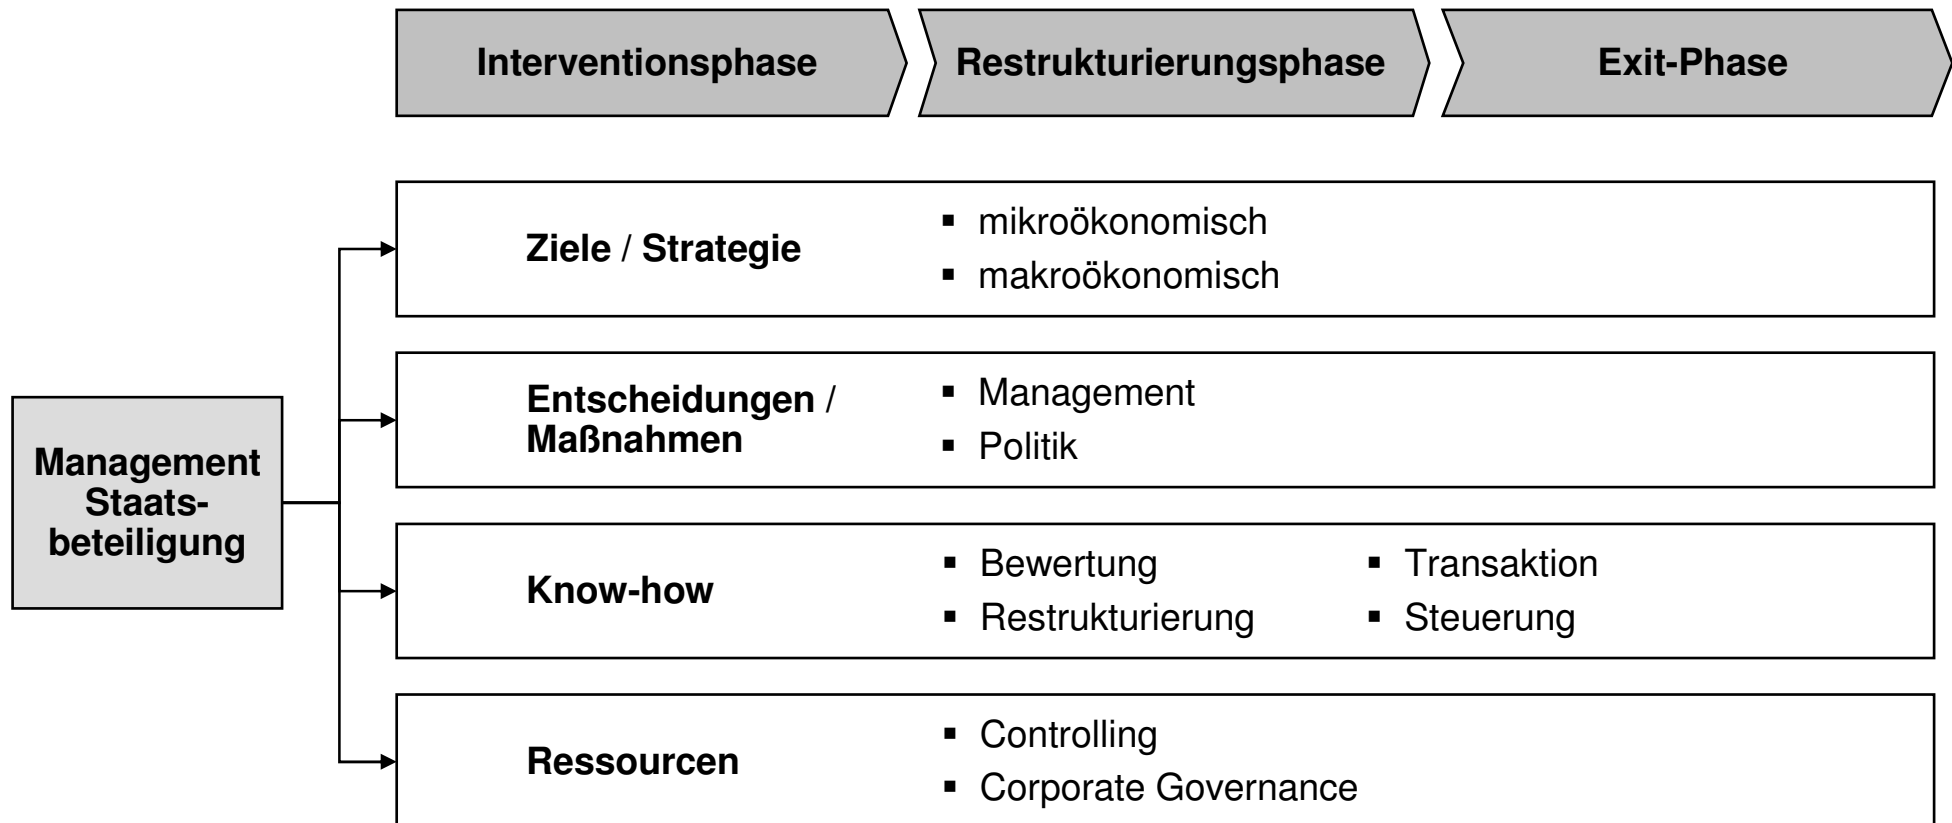 Interventionsphase
Restrukturierungsphase
Exit-Phase
Management
Staats-
beteiligung
Ziele / Strategie
▪ mikroökonomisch
▪ makroökonomisch
Entscheidungen /
Maßnahmen
▪ Management
▪ Politik
Know-how
▪ Bewertung
▪ Restrukturierung
▪ Transaktion
▪ Steuerung
Ressourcen
▪ Controlling
▪ Corporate Governance